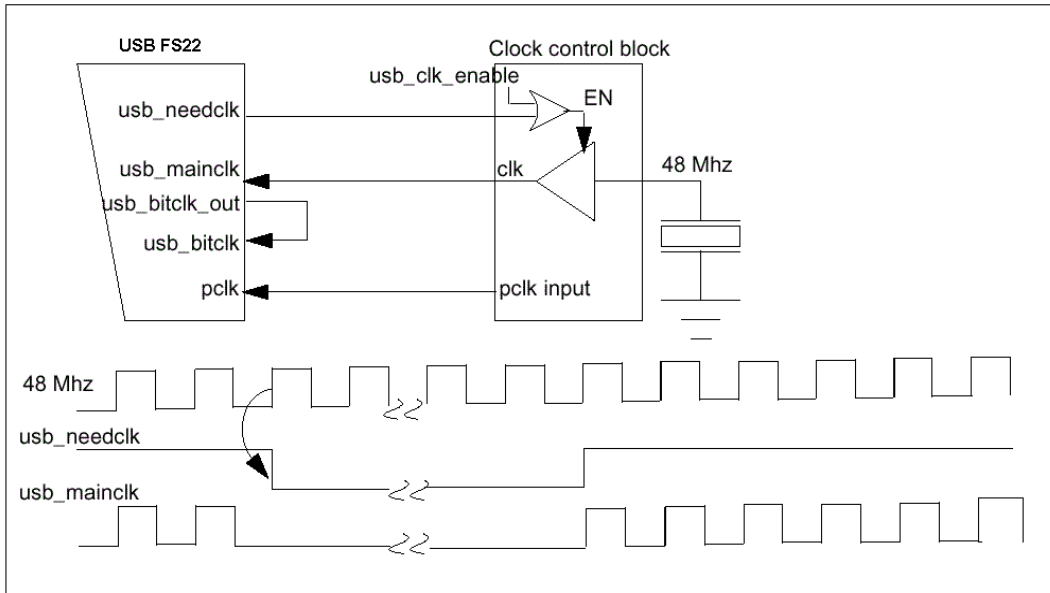 USB FS22
Clock control block
usb_clk_enable
usb_needclk
EN
usb_mainclk
clk
48 Mhz
usb_bitclk_out
usb_bitclk
pclk
pclk input
48 Mhz
usb_needclk
usb_mainclk